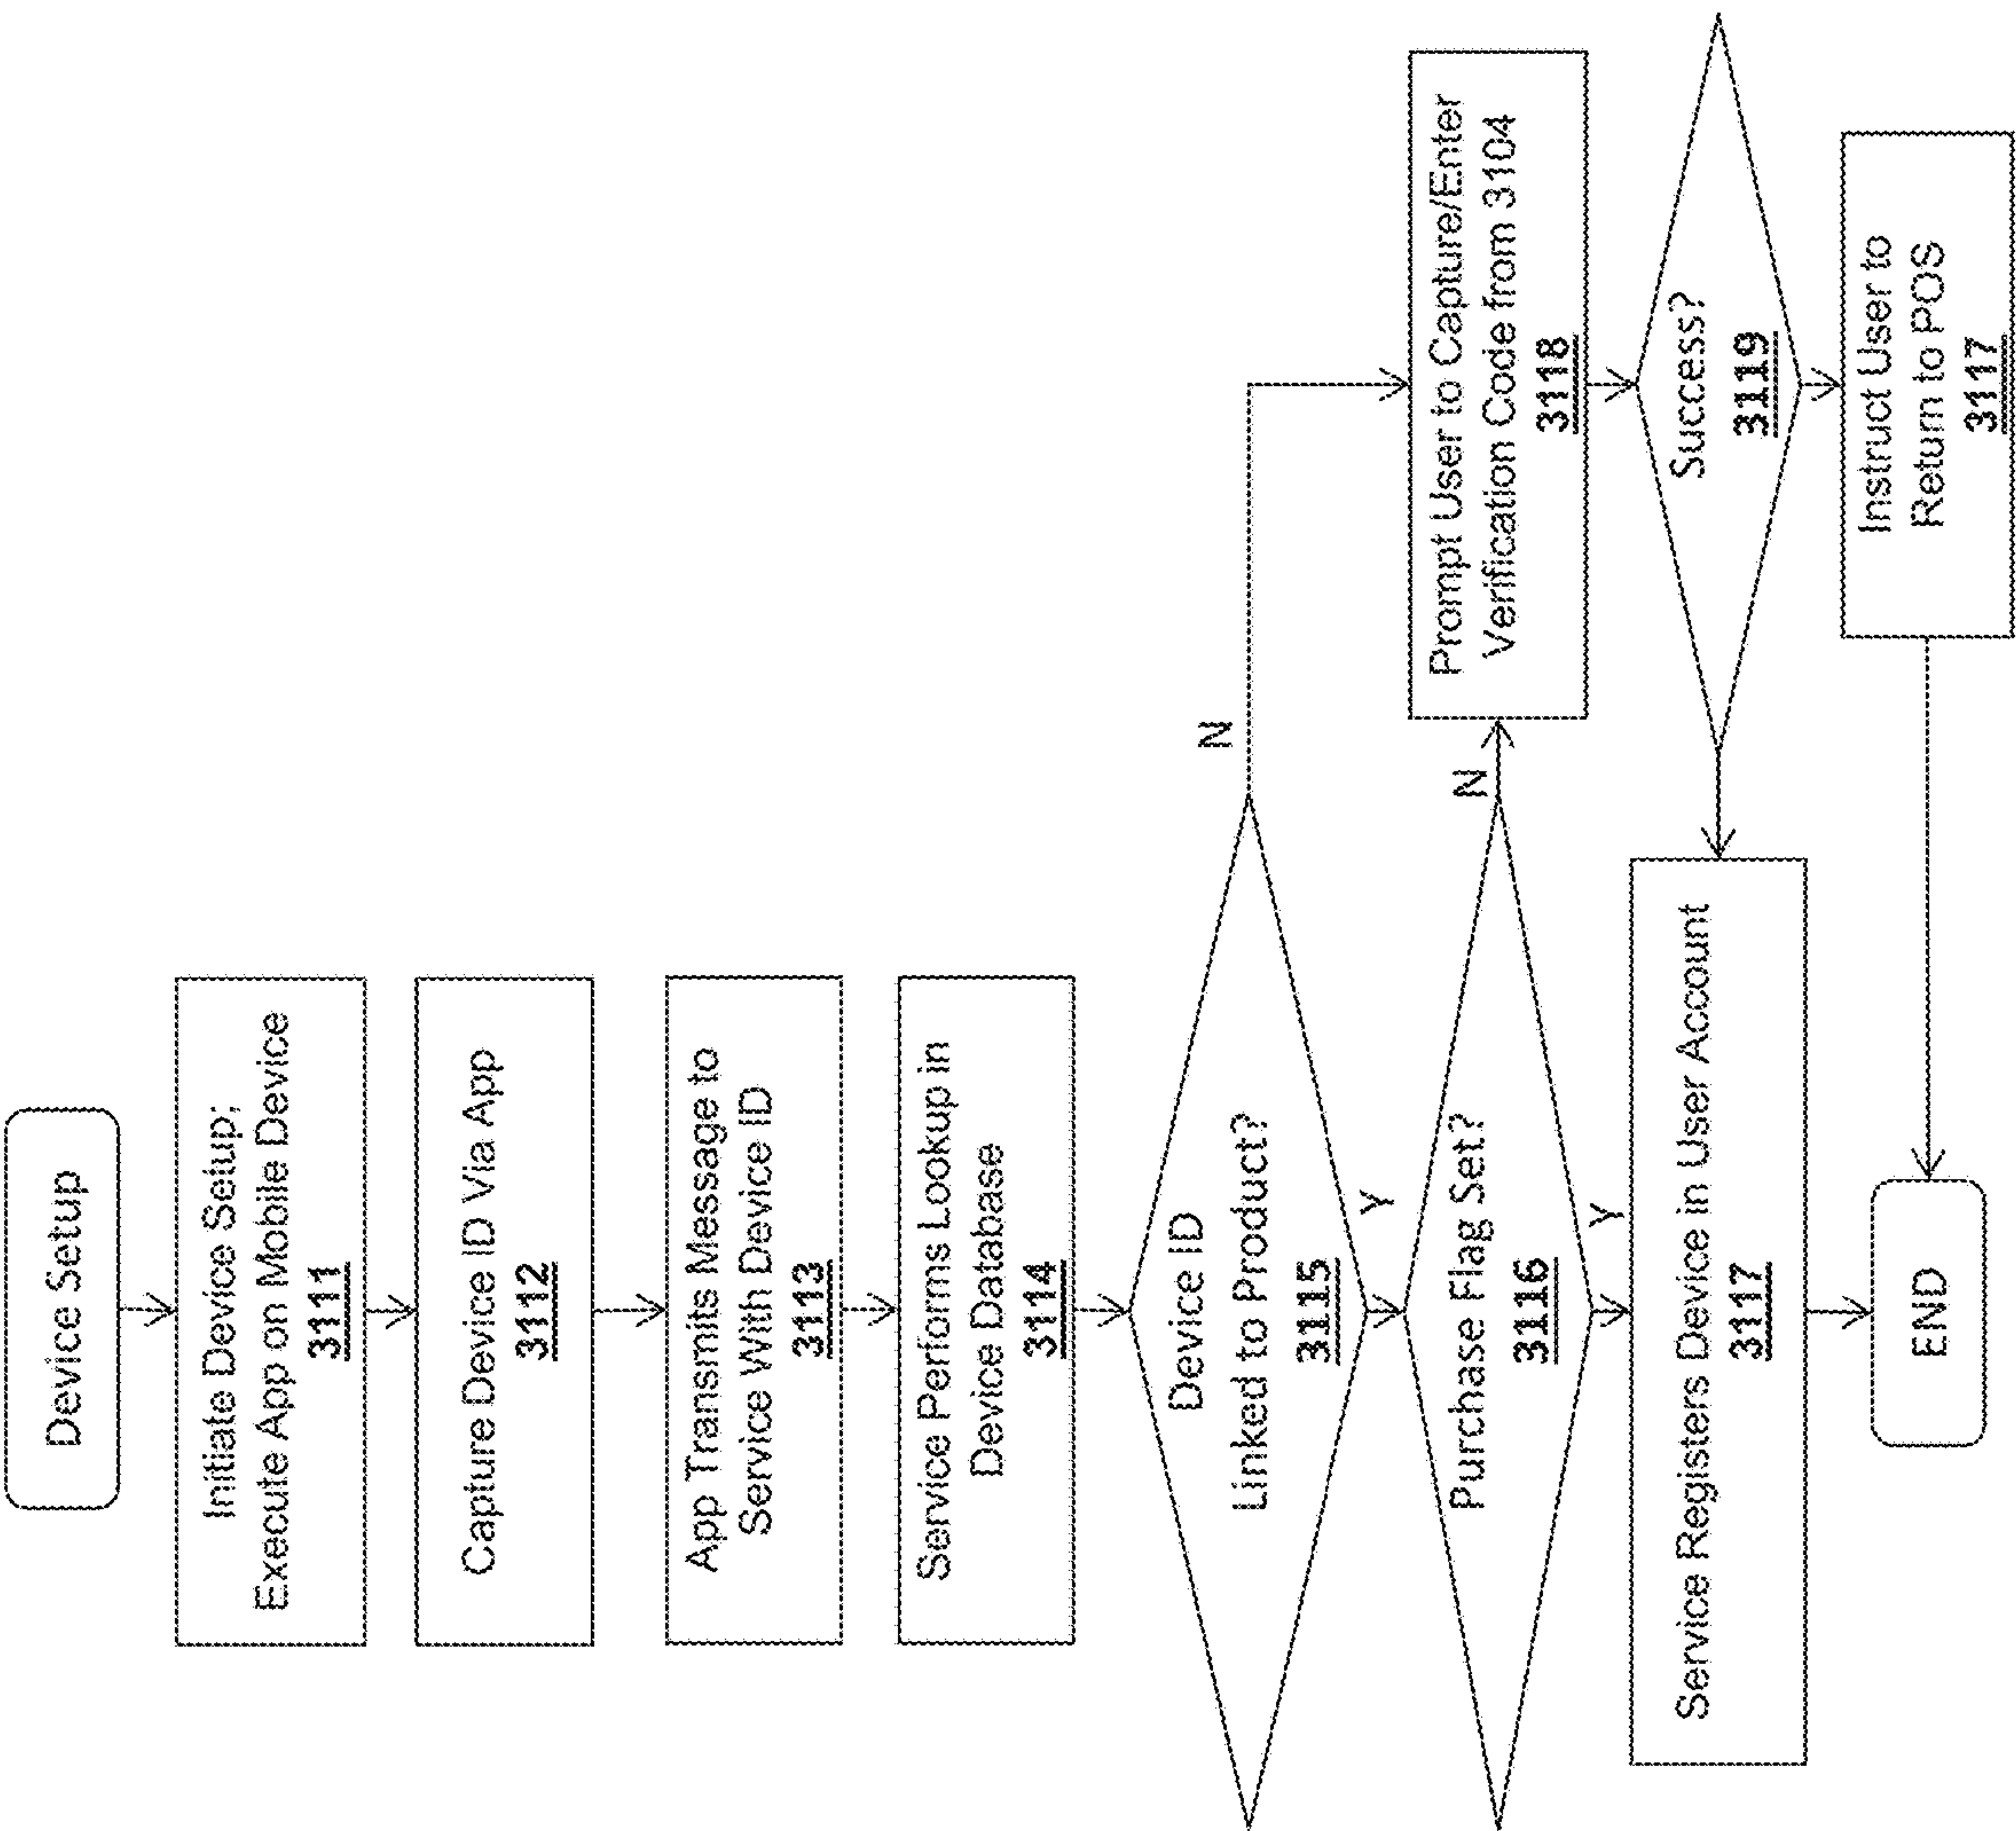 Device Setup
Initiate Device Setup;
Execute App on Mobile Device
3111
Capture Device ID Via App
3112
App Transmits Message to
Service With Device ID
3113
Service Performs Lookup in
Device Database
3114
Device ID
Linked to Product?
3115
N
Y
Purchase Flag Set?
3116
N
Y
Prompt User to Capture/Enter
Verification Code from 3104
3118
Success?
3119
Service Registers Device in User Account
3117
Instruct User to
Return to POS
3117
END